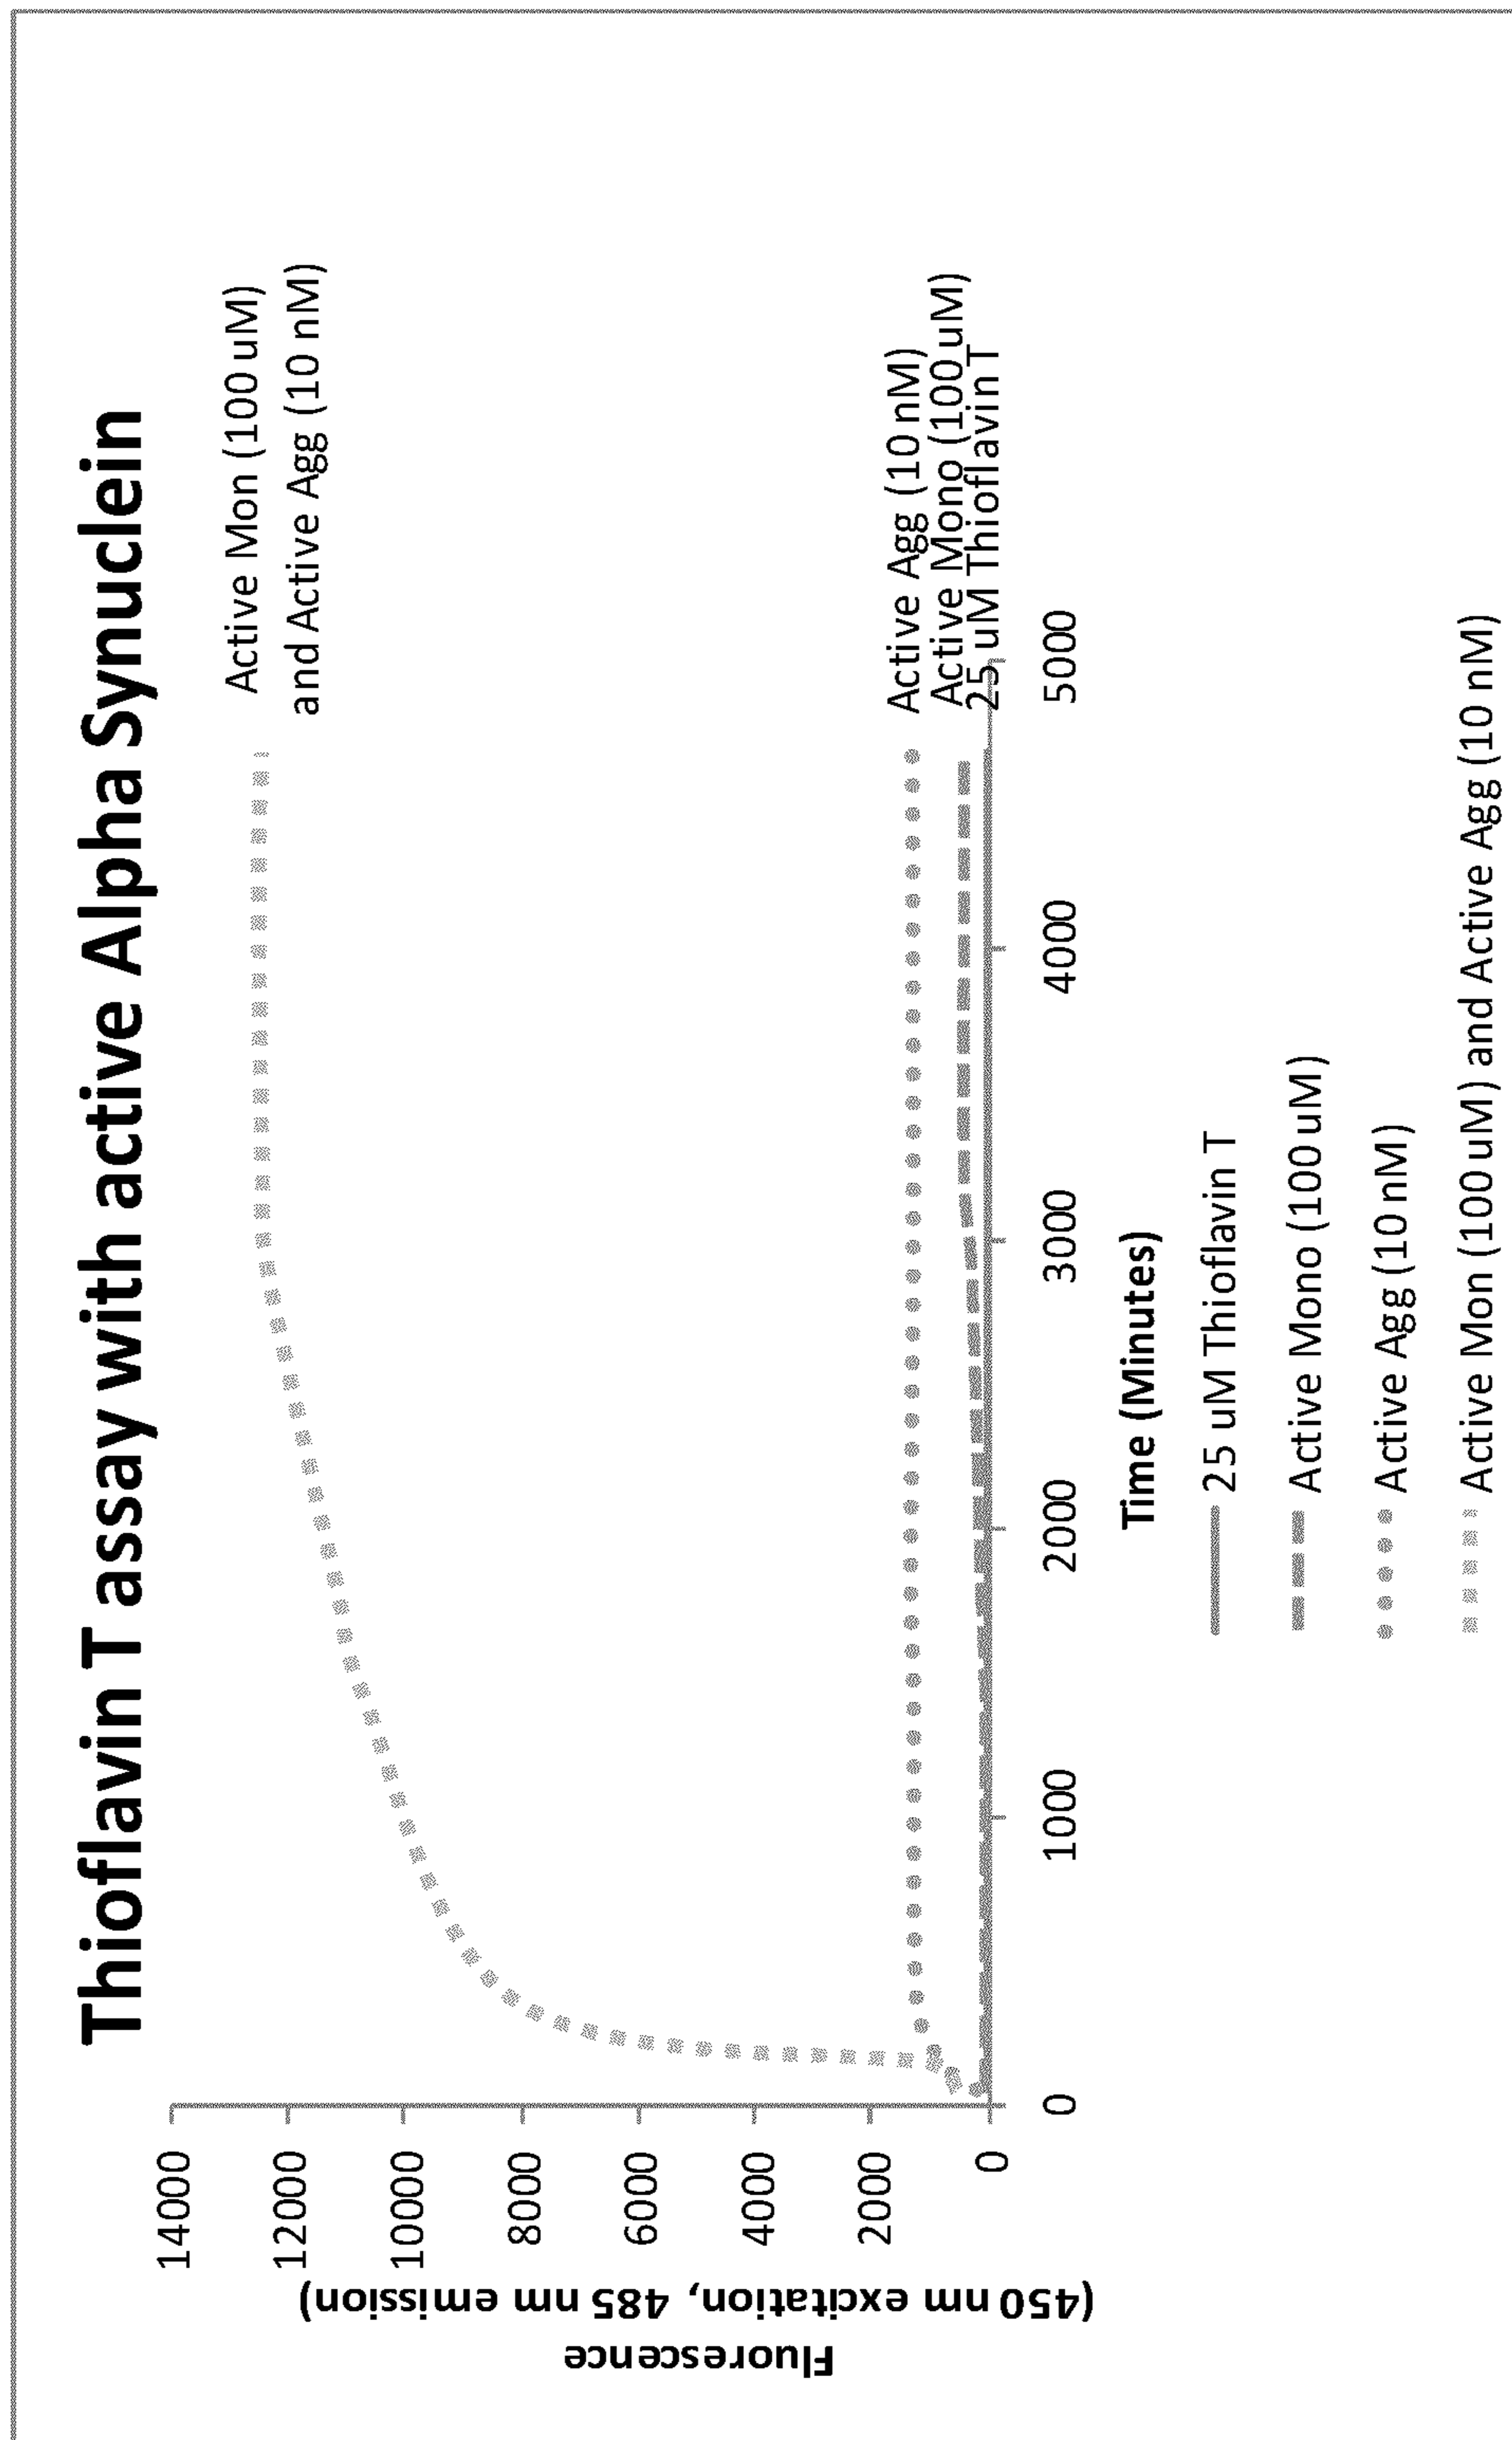 Thioflavin T assay with active Alpha Synuclein
Fluorescence
(450 nm excitation, 485 nm emission)
14000
12000
10000
8000
6000
4000
2000
0
Active Mon (100 uM)
and Active Agg (10 nM)
Active Agg (10 nM)
Active Mono (100 uM)
25 uM Thioflavin T
0
1000
2000
3000
4000
5000
Time (Minutes)
25 uM Thioflavin T
Active Mono (100 uM)
Active Agg (10 nM)
Active Mon (100 uM) and Active Agg (10 nM)